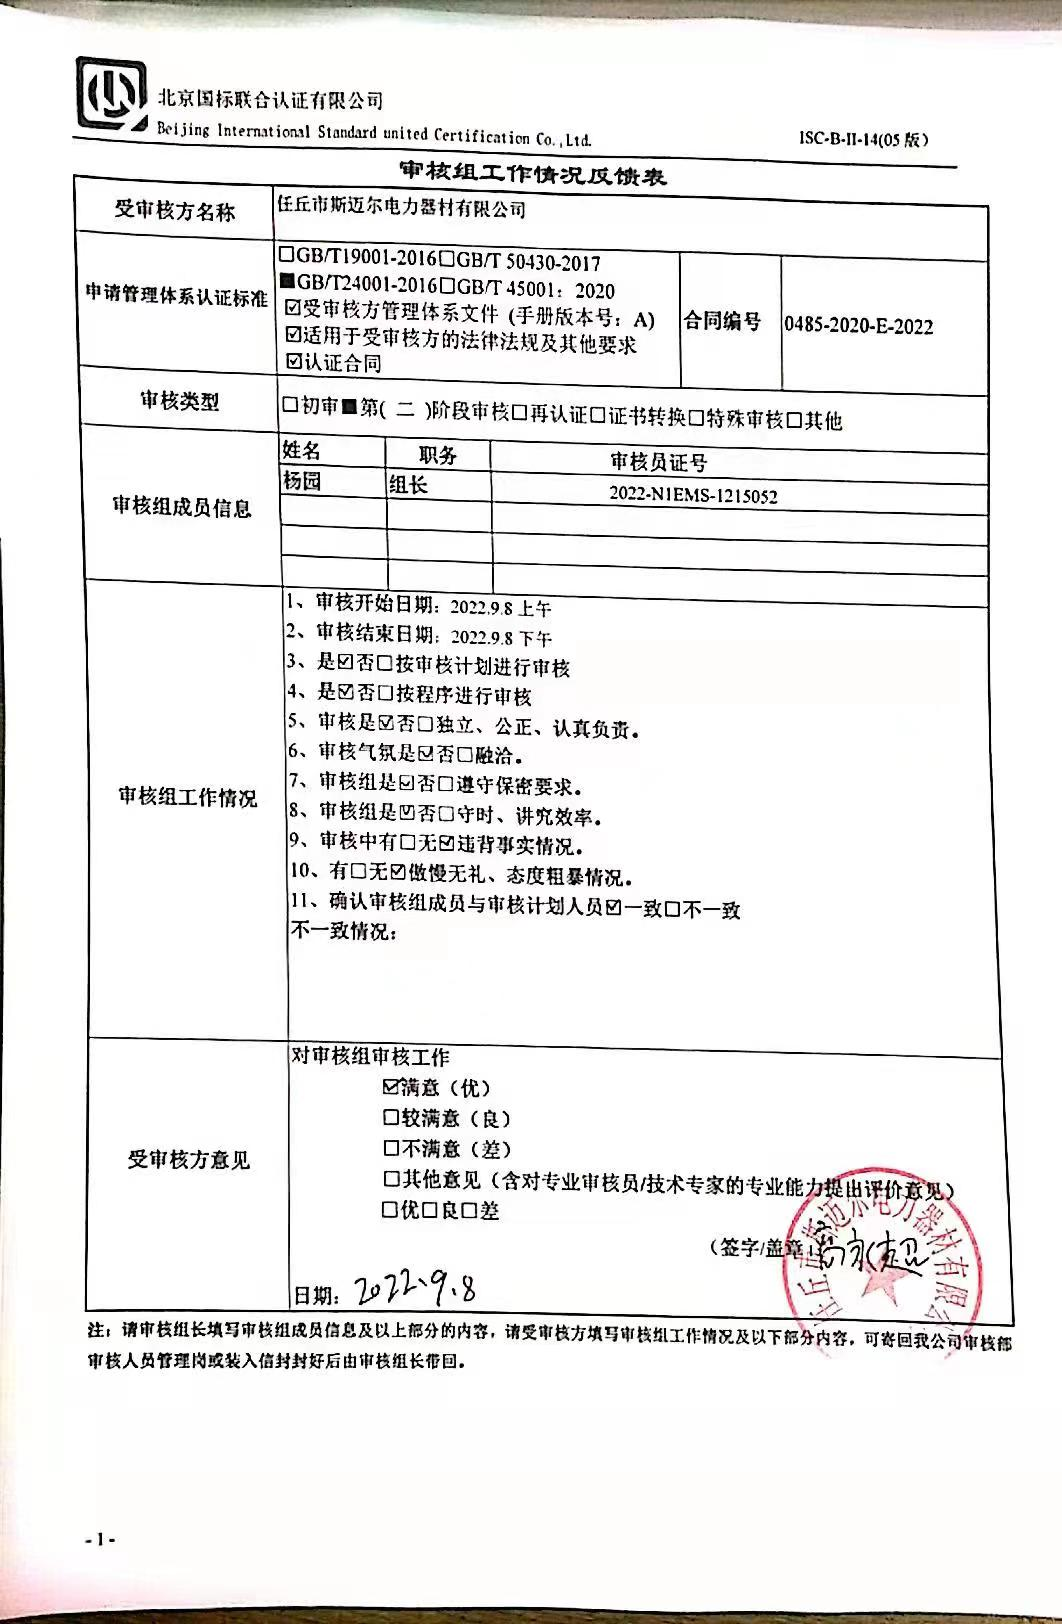 北京国标联合认证有限公司
Beijing International Standard united Certification Co.,Ltd.
ISC-B-II-14(05 版)
审核组工作情况反馈表
受审核方名称
任丘市斯迈尔电力器材有限公司
申请管理体系认证标准
□GB/T19001-2016□GB/T 50430-2017
■GB/T24001-2016□GB/T 45001：2020
☑受审核方管理体系文件 (手册版本号：A)
☑适用于受审核方的法律法规及其他要求
☑认证合同
合同编号
0485-2020-E-2022
审核类型
□初审■第( 二 )阶段审核□再认证□证书转换□特殊审核□其他
审核组成员信息
姓名 职务 审核员证号
杨园 组长 2022-N1EMS-1215052
审核组工作情况
1、审核开始日期：2022.9.8 上午
2、审核结束日期：2022.9.8 下午
3、是☑否□按审核计划进行审核
4、是☑否□按程序进行审核
5、审核是☑否□独立、公正、认真负责。
6、审核气氛是☑否□融洽。
7、审核组是☑否□遵守保密要求。
8、审核组是☑否□守时、讲究效率。
9、审核中有□无☑违背事实情况。
10、有□无☑傲慢无礼、态度粗暴情况。
11、确认审核组成员与审核计划人员☑一致□不一致
不一致情况：
受审核方意见
对审核组审核工作
☑满意（优）
□较满意（良）
□不满意（差）
□其他意见（含对专业审核员/技术专家的专业能力提出评价意见）
□优□良□差
（签字/盖章）
日期：2022.9.8
任丘市斯迈尔电力器材有限公
注：请审核组长填写审核组成员信息及以上部分的内容，请受审核方填写审核组工作情况及以下部分内容，可寄回我公司审核部
审核人员管理岗或装入信封封好后由审核组长带回。
-1-